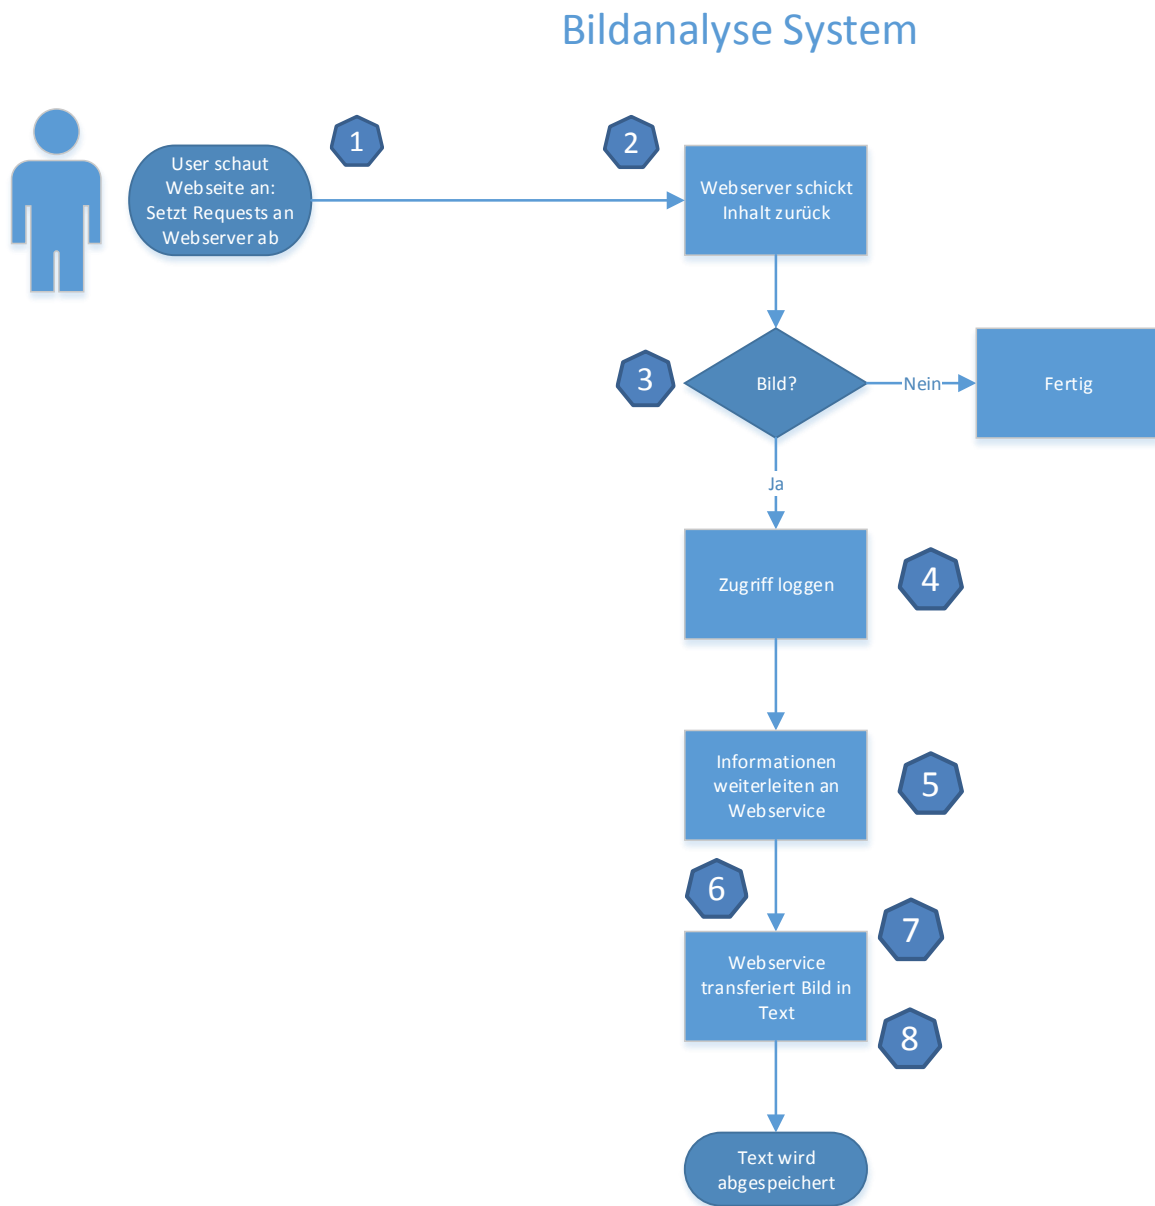 Bildanalyse System
1
2
User schaut
Webseite an:
Setzt Requests an
Webserver ab
Webserver schickt
Inhalt zurück
3
Bild?
Nein
Fertig
Ja
Zugriff loggen
4
Informationen
weiterleiten an
Webservice
5
6
7
Webservice
transferiert Bild in
Text
8
Text wird
abgespeichert